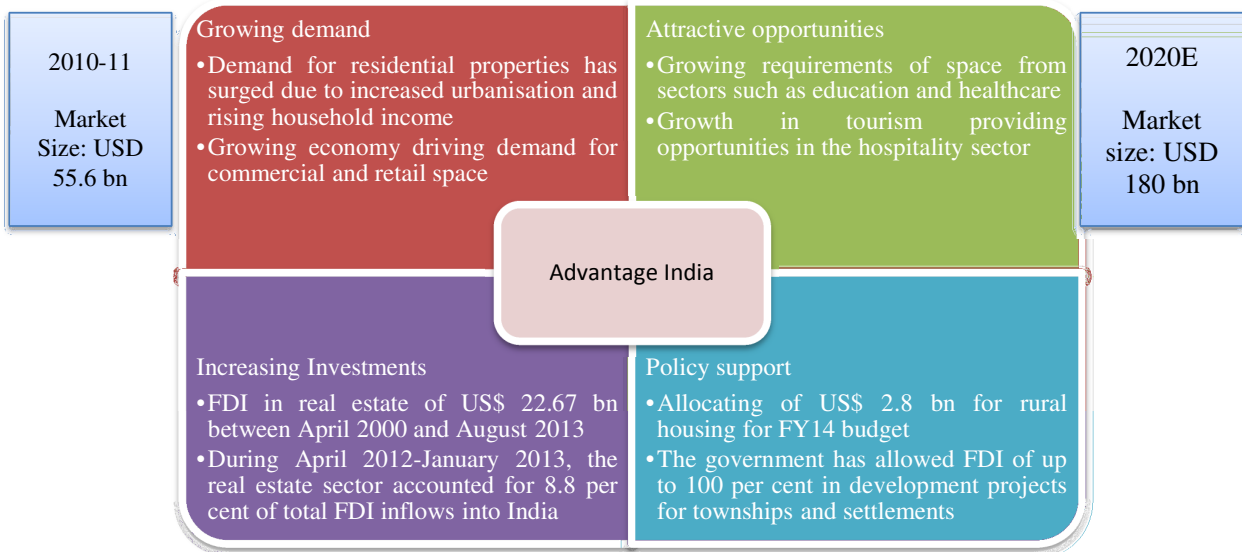 2010-11
Market
Size: USD
55.6 bn
Growing demand
•Demand for residential properties has
surged due to increased urbanisation and
rising household income
•Growing economy driving demand for
commercial and retail space
Attractive opportunities
•Growing requirements of space from
sectors such as education and healthcare
•Growth in tourism providing
opportunities in the hospitality sector
2020E
Market
size: USD
180 bn
Advantage India
Increasing Investments
•FDI in real estate of US$ 22.67 bn
between April 2000 and August 2013
•During April 2012-January 2013, the
real estate sector accounted for 8.8 per
cent of total FDI inflows into India
Policy support
•Allocating of US$ 2.8 bn for rural
housing for FY14 budget
•The government has allowed FDI of up
to 100 per cent in development projects
for townships and settlements